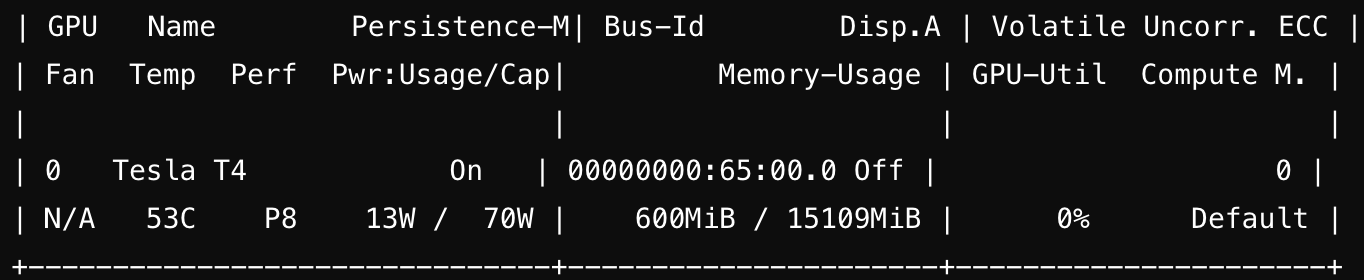 | GPU   Name        Persistence-M| Bus-Id        Disp.A | Volatile Uncorr. ECC |
| Fan  Temp  Perf  Pwr:Usage/Cap|         Memory-Usage | GPU-Util  Compute M. |
|                               |                      |                      |
| 0   Tesla T4            On   | 00000000:65:00.0 Off |                    0 |
| N/A   53C    P8    13W /  70W |    600MiB / 15109MiB |      0%      Default |
+-------------------------------+----------------------+----------------------+